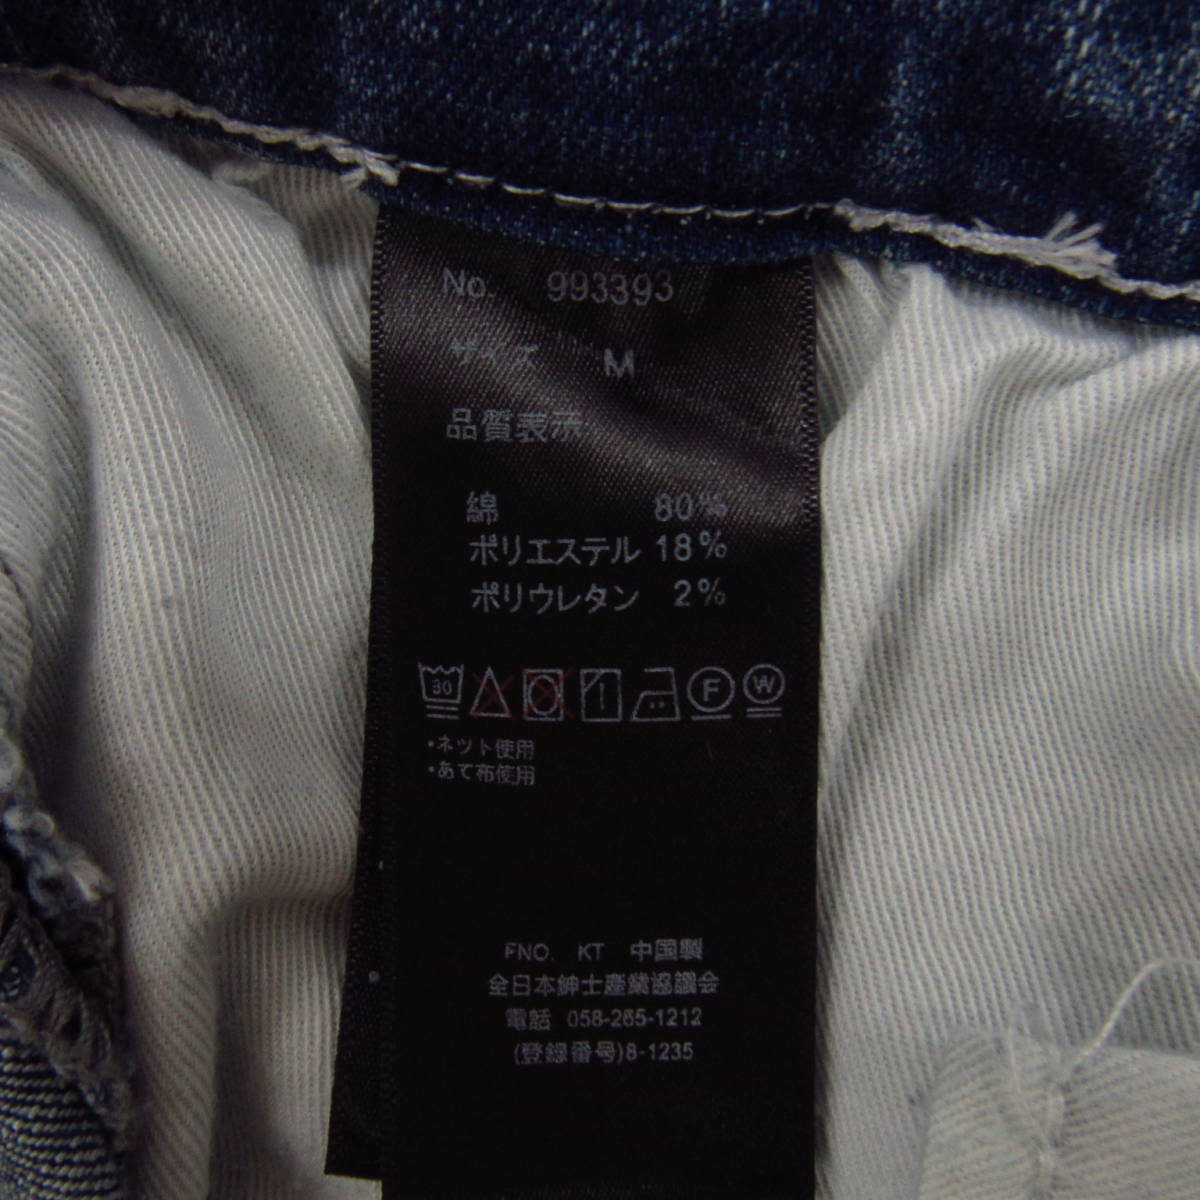 No. 993393
サイズ M
品質表示
綿 80%
ポリエステル 18%
ポリウレタン 2%
30 F W
・ネット使用
・あて布使用
FNO. KT 中国製
全日本紳士産業協議会
電話 058-265-1212
(登録番号)8-1235